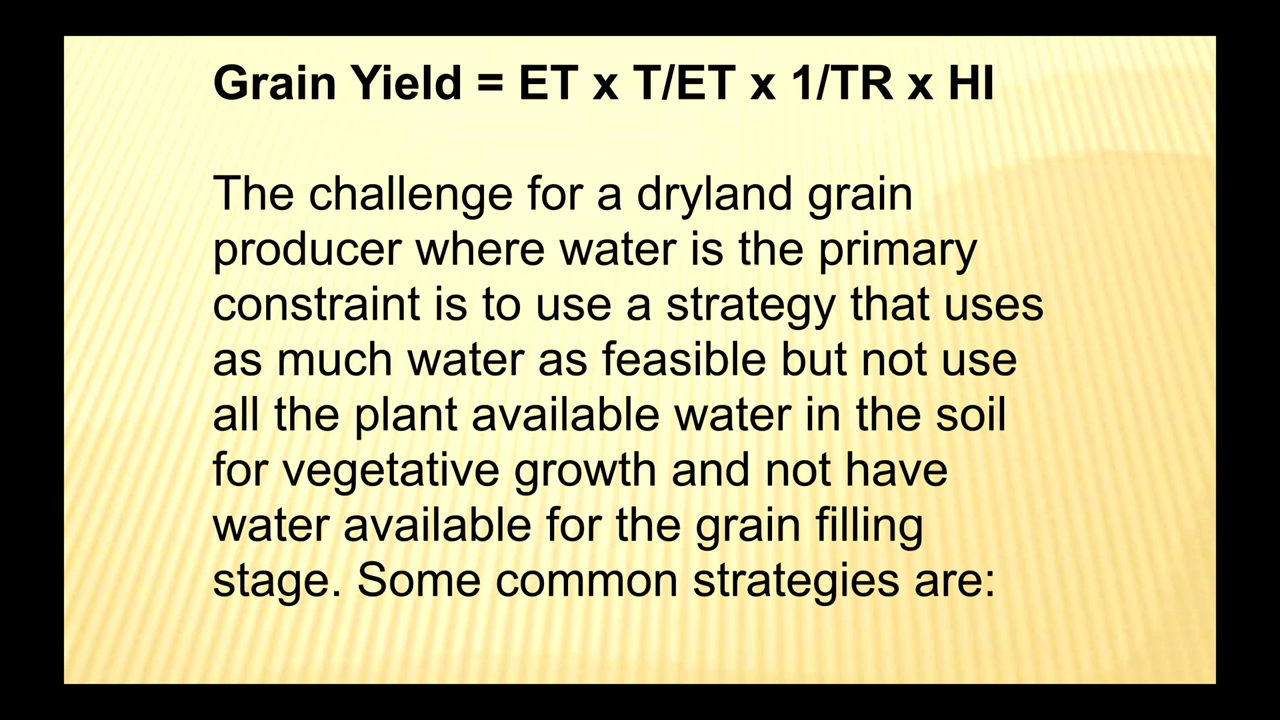 Grain Yield = ET x T/ET x 1/TR x HI
The challenge for a dryland grain
producer where water is the primary
constraint is to use a strategy that uses
as much water as feasible but not use
all the plant available water in the soil
for vegetative growth and not have
water available for the grain filling
stage. Some common strategies are: